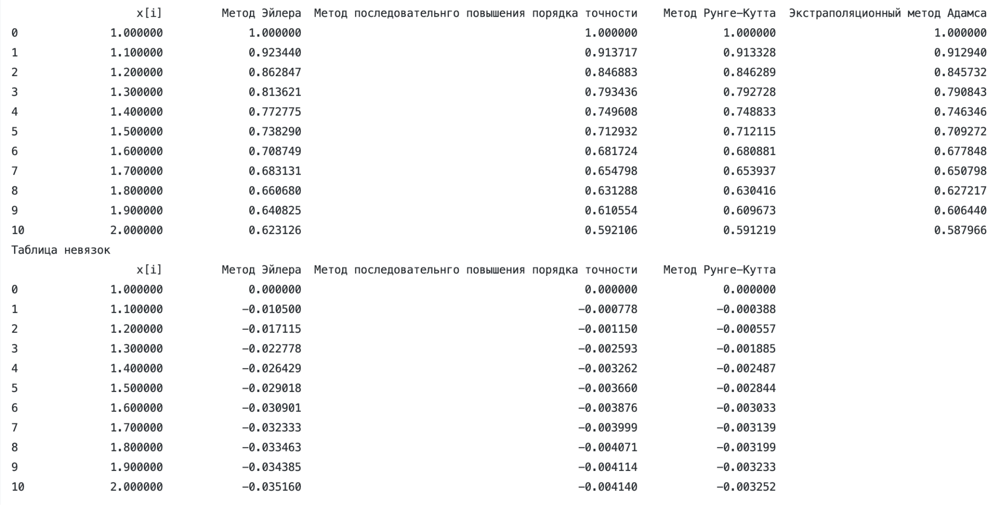 x[i] Метод Эйлера Метод последовательнго повышения порядка точности Метод Рунге-Кутта Экстраполяционный метод Адамса
0 1.000000 1.000000 1.000000 1.000000 1.000000
1 1.100000 0.923440 0.913717 0.913328 0.912940
2 1.200000 0.862847 0.846883 0.846289 0.845732
3 1.300000 0.813621 0.793436 0.792728 0.790843
4 1.400000 0.772775 0.749608 0.748833 0.746346
5 1.500000 0.738290 0.712932 0.712115 0.709272
6 1.600000 0.708749 0.681724 0.680881 0.677848
7 1.700000 0.683131 0.654798 0.653937 0.650798
8 1.800000 0.660680 0.631288 0.630416 0.627217
9 1.900000 0.640825 0.610554 0.609673 0.606440
10 2.000000 0.623126 0.592106 0.591219 0.587966
Таблица невязок
x[i] Метод Эйлера Метод последовательнго повышения порядка точности Метод Рунге-Кутта
0 1.000000 0.000000 0.000000 0.000000
1 1.100000 -0.010500 -0.000778 -0.000388
2 1.200000 -0.017115 -0.001150 -0.000557
3 1.300000 -0.022778 -0.002593 -0.001885
4 1.400000 -0.026429 -0.003262 -0.002487
5 1.500000 -0.029018 -0.003660 -0.002844
6 1.600000 -0.030901 -0.003876 -0.003033
7 1.700000 -0.032333 -0.003999 -0.003139
8 1.800000 -0.033463 -0.004071 -0.003199
9 1.900000 -0.034385 -0.004114 -0.003233
10 2.000000 -0.035160 -0.004140 -0.003252